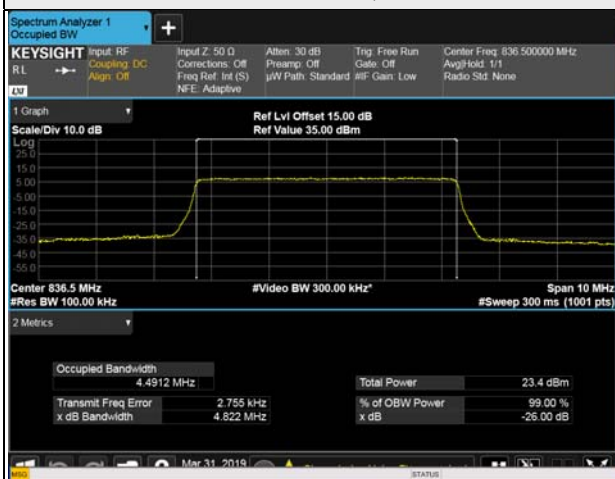 Spectrum Analyzer 1
Occupied BW
KEYSIGHT Input: RF Input Z: 50 Ω Atten: 30 dB Trig: Free Run Center Freq: 836.500000 MHz
RL Coupling: DC Corrections: Off Preamp: Off Gate: Off Avg|Hold: 1/1
Align: Off Freq Ref: Int (S) µW Path: Standard #IF Gain: Low Radio Std: None
LXI NFE: Adaptive
1 Graph
Ref Lvl Offset 15.00 dB
Scale/Div 10.0 dB Ref Value 35.00 dBm
Log
25.0
15.0
5.00
-5.00
-15.0
-25.0
-35.0
-45.0
-55.0
Center 836.5 MHz #Video BW 300.00 kHz* Span 10 MHz
#Res BW 100.00 kHz #Sweep 300 ms (1001 pts)
2 Metrics
Occupied Bandwidth
4.4912 MHz Total Power 23.4 dBm
Transmit Freq Error 2.755 kHz % of OBW Power 99.00 %
x dB Bandwidth 4.822 MHz x dB -26.00 dB
Mar 31, 2019
MSG STATUS